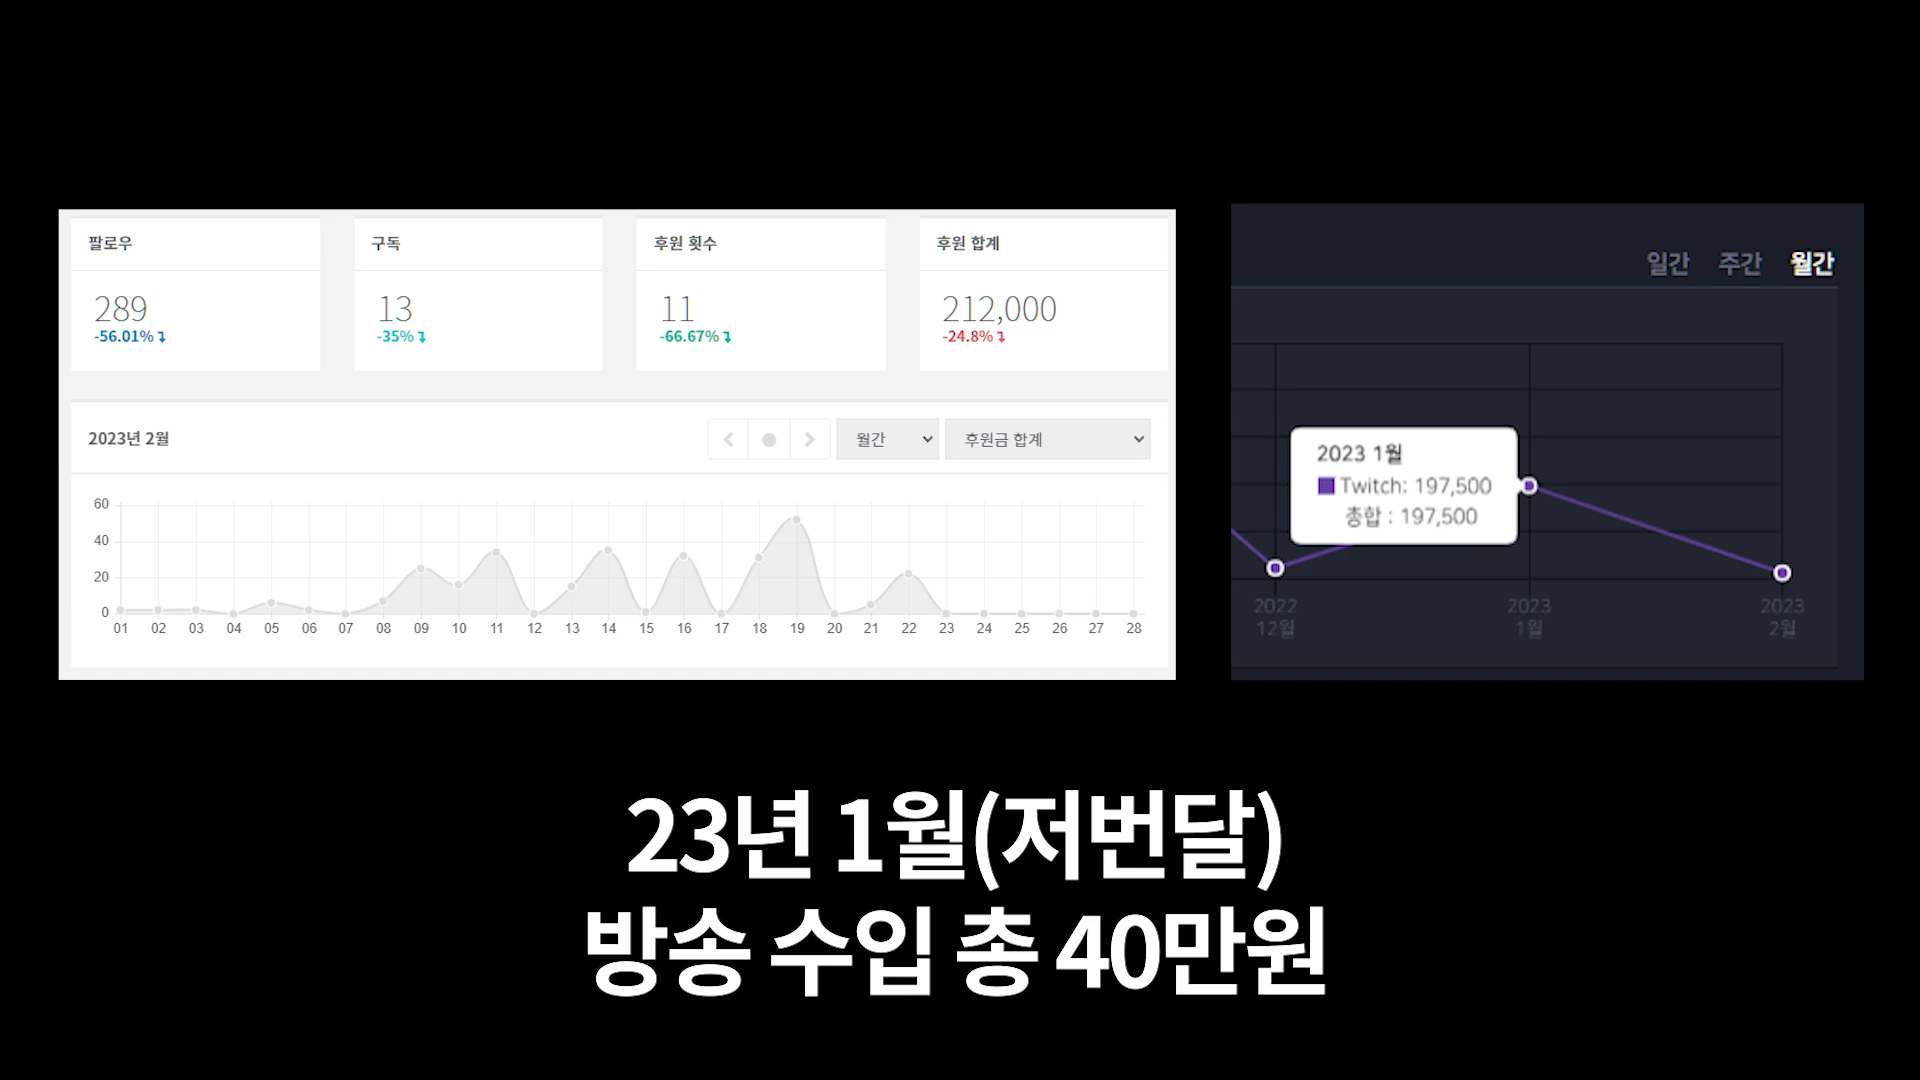 팔로우
289
-56.01%
구독
13
-35%
후원 횟수
11
-66.67%
후원 합계
212,000
-24.8%
2023년 2월
월간
후원금 합계
60
40
20
0
01 02 03 04 05 06 07 08 09 10 11 12 13 14 15 16 17 18 19 20 21 22 23 24 25 26 27 28
일간 주간 월간
2023 1월
Twitch: 197,500
총합 : 197,500
2022 2023 2023
12월 1월 2월
23년 1월(저번달)
방송 수입 총 40만원